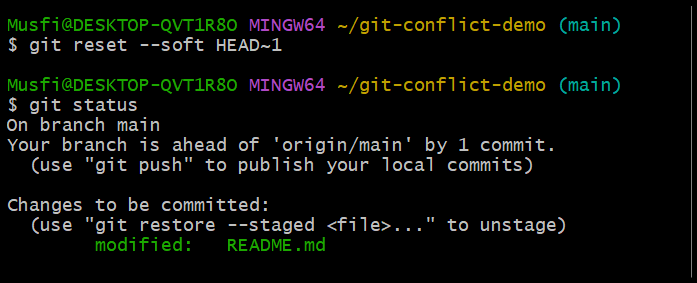 Musfi@DESKTOP-QVT1R8O MINGW64 ~/git-conflict-demo (main)
$ git reset --soft HEAD~1
Musfi@DESKTOP-QVT1R8O MINGW64 ~/git-conflict-demo (main)
$ git status
On branch main
Your branch is ahead of 'origin/main' by 1 commit.
  (use "git push" to publish your local commits)
Changes to be committed:
  (use "git restore --staged <file>..." to unstage)
        modified:   README.md